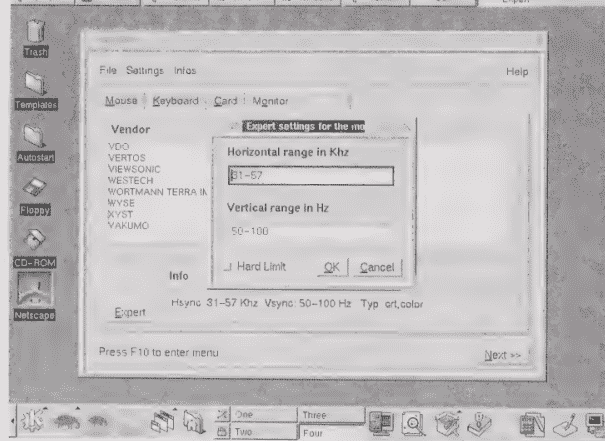 Trash
Templates
Autostart
Floppy
CD-ROM
Netscape
File Settings Infos Help
Mouse Keyboard Card Monitor
Vendor
VDO
VERTOS
VIEWSONIC
WESTECH
WORTMANN TERRA
WYSE
XYST
YAKUMO
Expert settings for the mo
Horizontal range in Khz
31-57
Vertical range in Hz
50-100
Hard Limit OK Cancel
Info
Hsync 31-57 Khz Vsync: 50-100 Hz Typ crt,color
Expert
Press F10 to enter menu
Next >>
One Three
Two Four